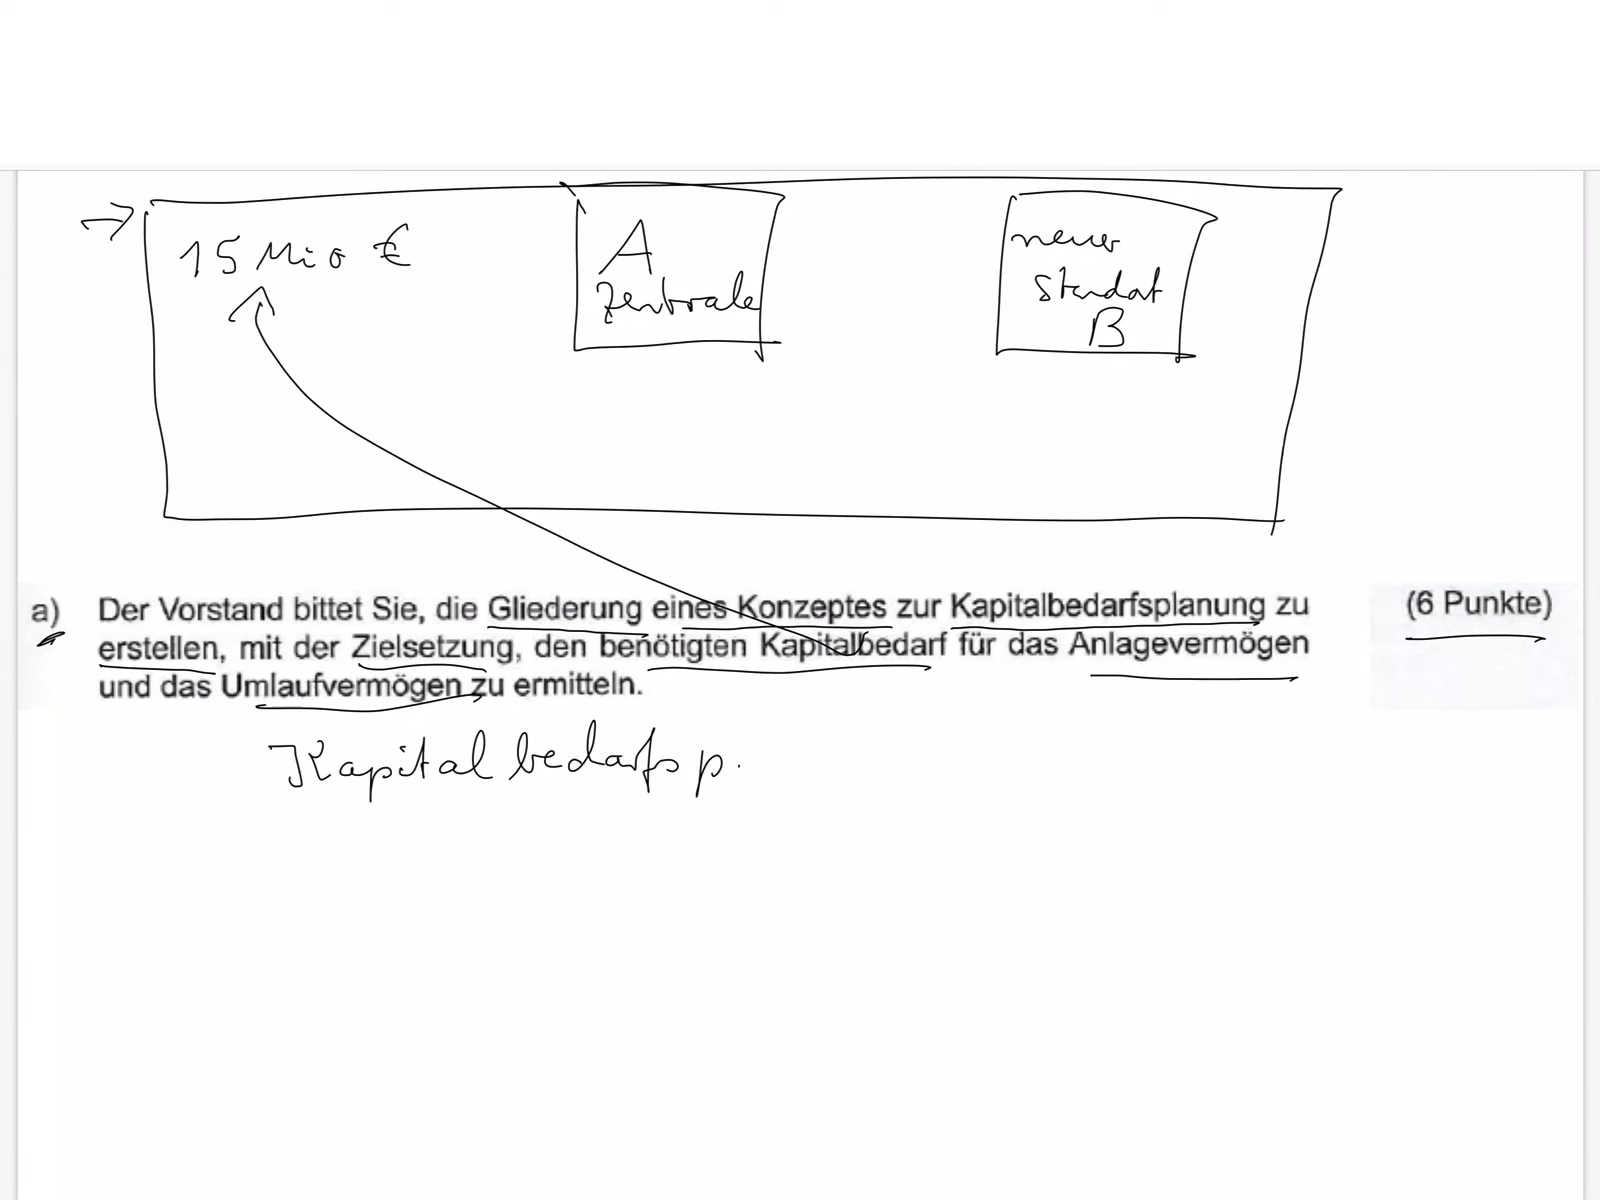 15 Mio €
A
Zentrale
neuer
Standort
B
a) Der Vorstand bittet Sie, die Gliederung eines Konzeptes zur Kapitalbedarfsplanung zu (6 Punkte)
erstellen, mit der Zielsetzung, den benötigten Kapitalbedarf für das Anlagevermögen
und das Umlaufvermögen zu ermitteln.
Kapitalbedarfsp.